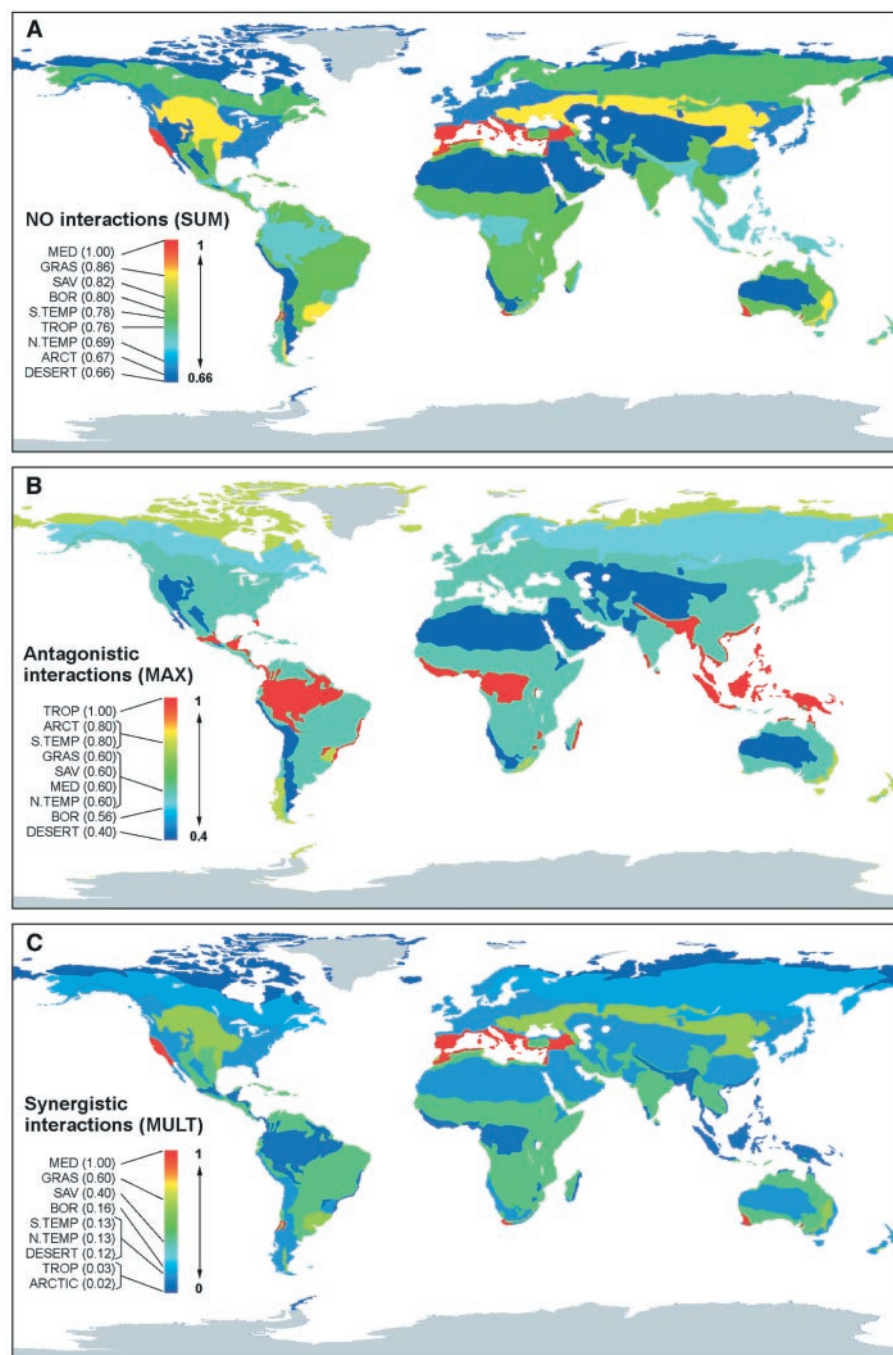 A
NO interactions (SUM)
MED (1.00)
GRAS (0.86)
SAV (0.82)
BOR (0.80)
S.TEMP (0.78)
TROP (0.76)
N.TEMP (0.69)
ARCT (0.67)
DESERT (0.66)
1
0.66
B
Antagonistic
interactions (MAX)
TROP (1.00)
ARCT (0.80)
S.TEMP (0.80)
GRAS (0.60)
SAV (0.60)
MED (0.60)
N.TEMP (0.60)
BOR (0.56)
DESERT (0.40)
1
0.4
C
Synergistic
interactions (MULT)
MED (1.00)
GRAS (0.60)
SAV (0.40)
BOR (0.16)
S.TEMP (0.13)
N.TEMP (0.13)
DESERT (0.12)
TROP (0.03)
ARCTIC (0.02)
1
0